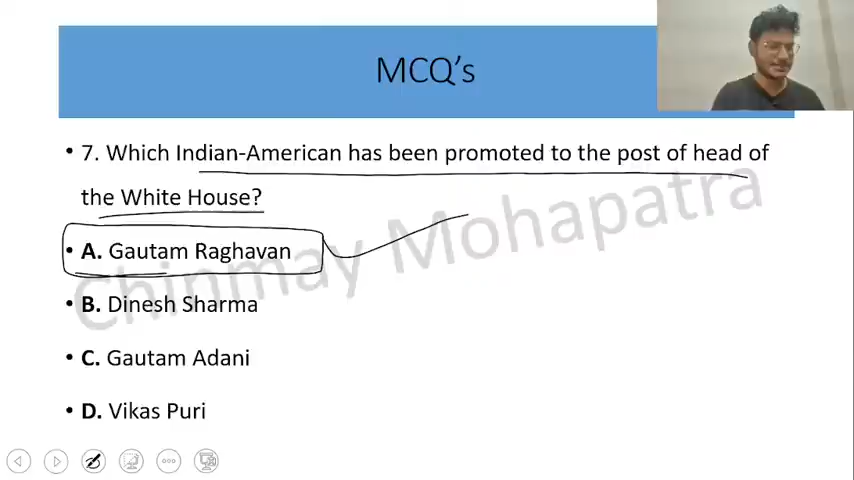 MCQ's
• 7. Which Indian-American has been promoted to the post of head of
the White House?
• A. Gautam Raghavan
• B. Dinesh Sharma
• C. Gautam Adani
• D. Vikas Puri
Chinmay Mohapatra